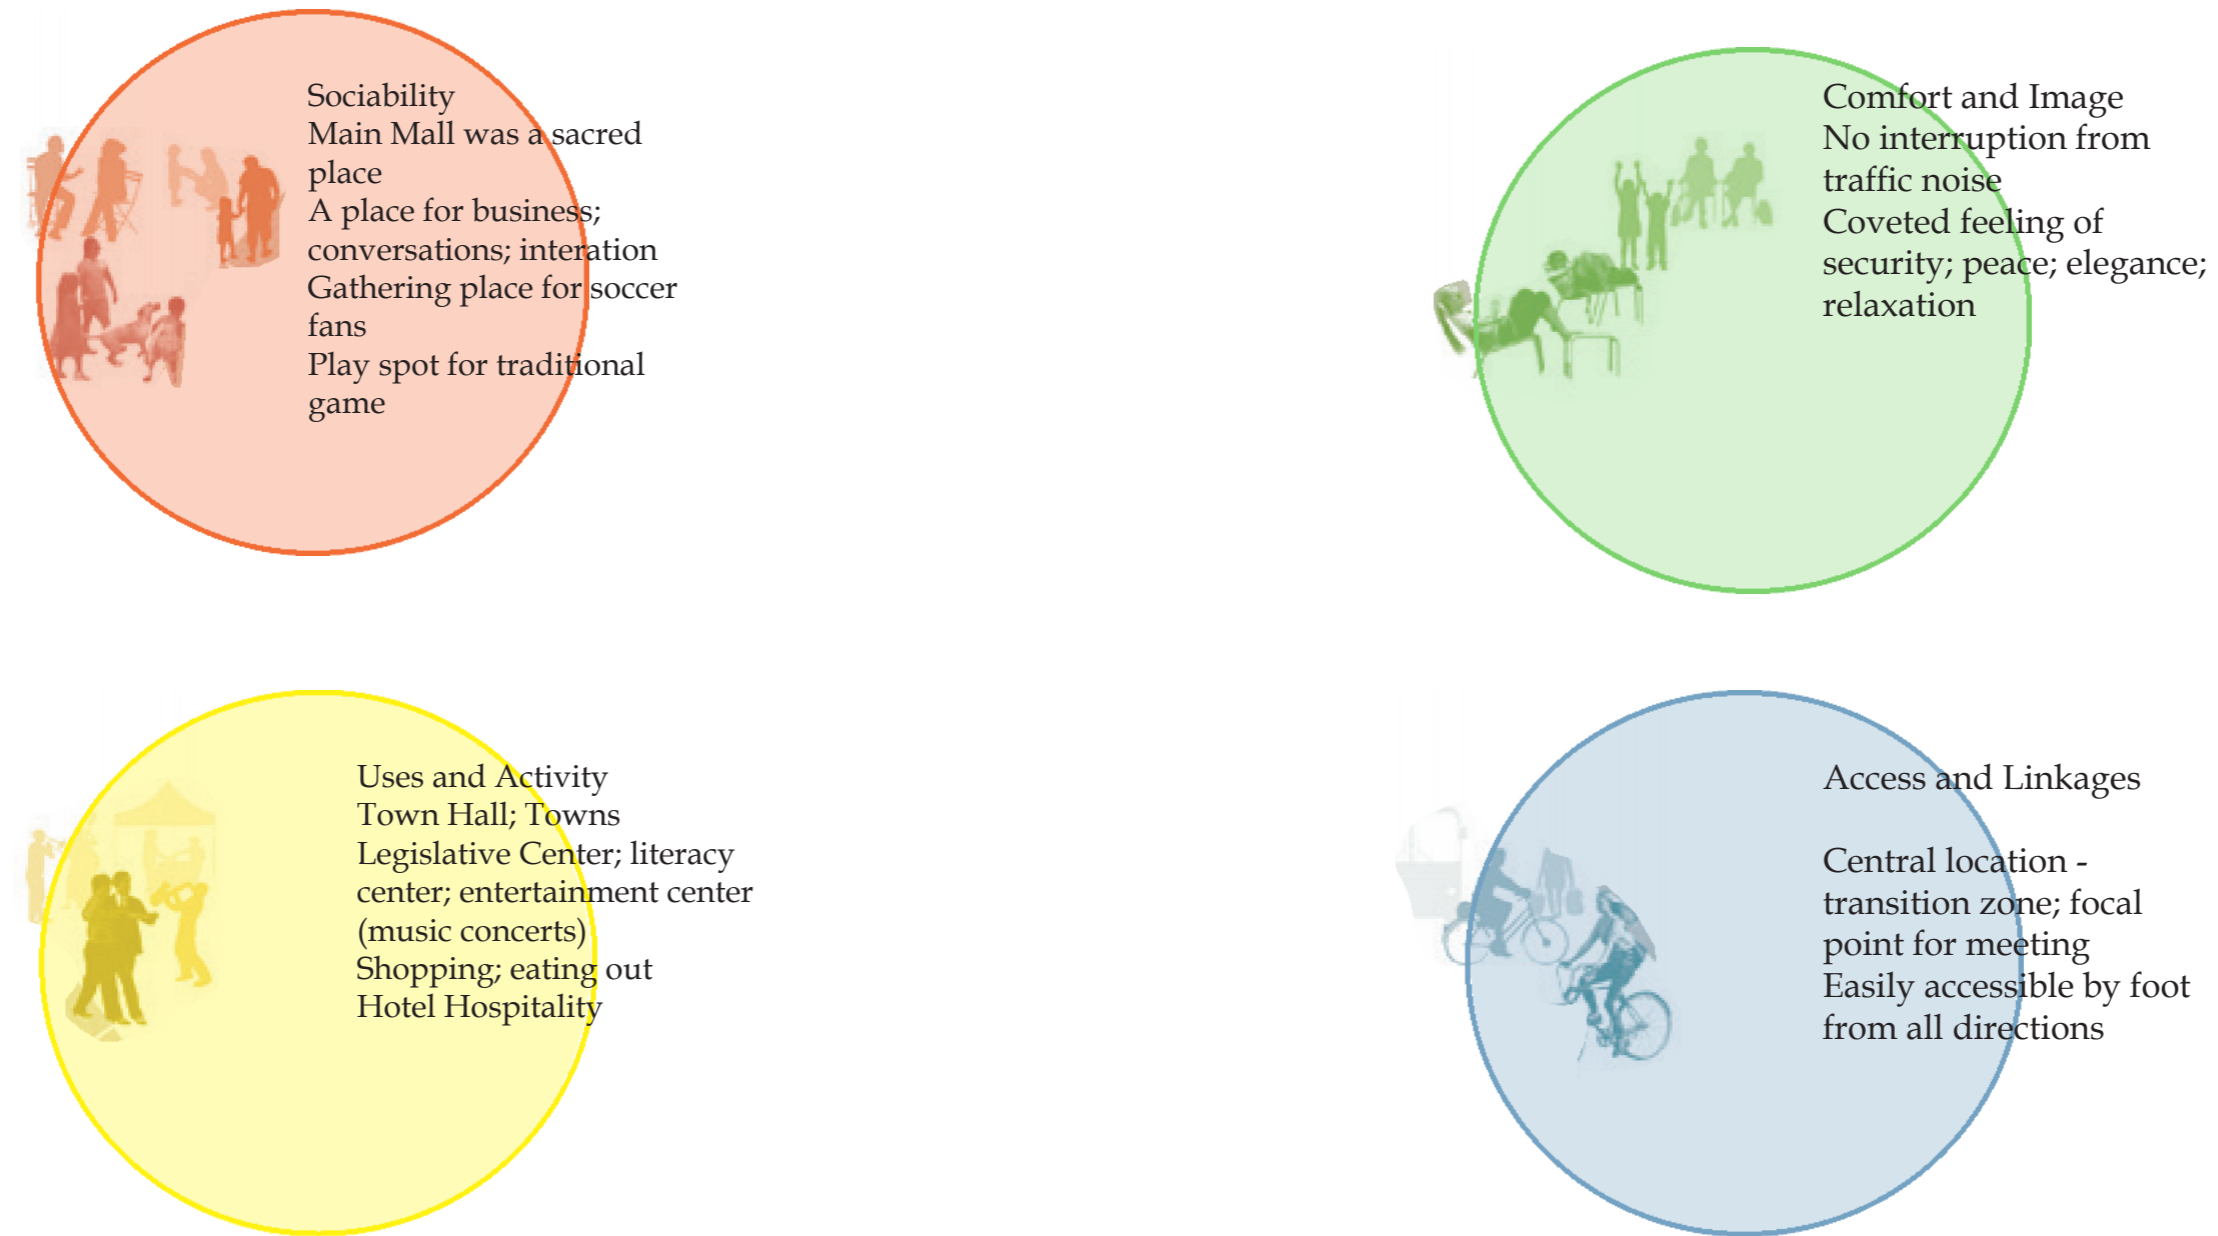 Sociability
Main Mall was a sacred
place
A place for business;
conversations; interation
Gathering place for soccer
fans
Play spot for traditional
game
Comfort and Image
No interruption from
traffic noise
Coveted feeling of
security; peace; elegance;
relaxation
Uses and Activity
Town Hall; Towns
Legislative Center; literacy
center; entertainment center
(music concerts)
Shopping; eating out
Hotel Hospitality
Access and Linkages
Central location -
transition zone; focal
point for meeting
Easily accessible by foot
from all directions